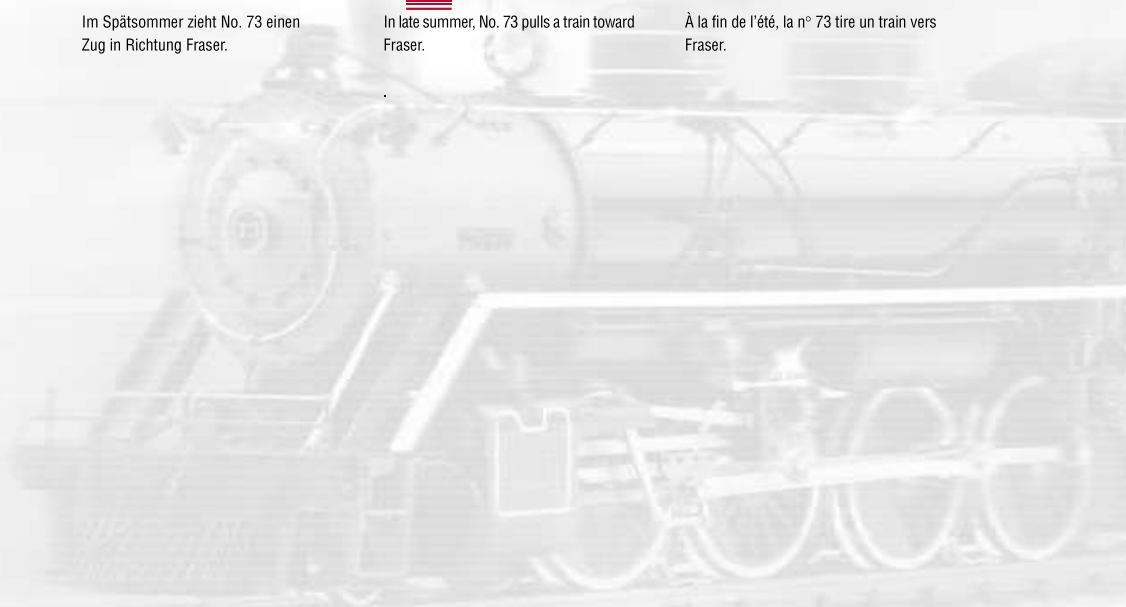 Im Spätsommer zieht No. 73 einen
Zug in Richtung Fraser.
In late summer, No. 73 pulls a train toward
Fraser.
.
À la fin de l'été, la n° 73 tire un train vers
Fraser.